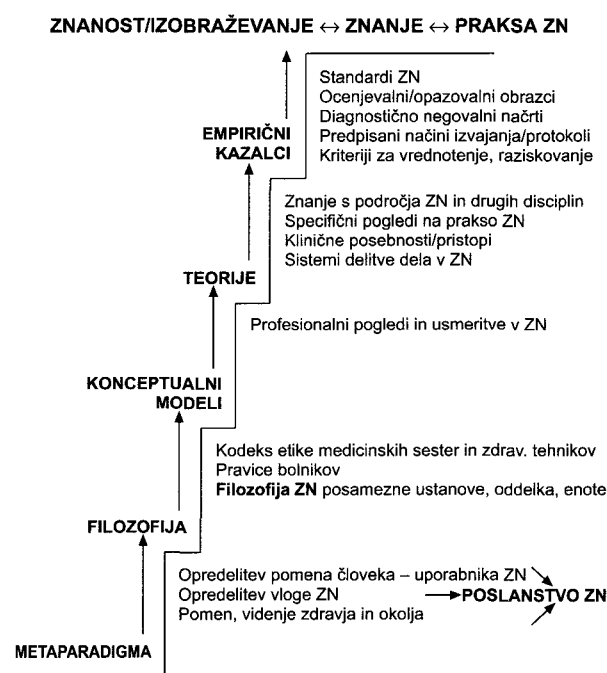 ZNANOST/IZOBRAŽEVANJE ↔ ZNANJE ↔ PRAKSA ZN
Standardi ZN
Ocenjevalni/opazovalni obrazci
Diagnostično negovalni načrti
Predpisani načini izvajanja/protokoli
Kriteriji za vrednotenje, raziskovanje
EMPIRIČNI
KAZALCI
Znanje s področja ZN in drugih disciplin
Specifični pogledi na prakso ZN
Klinične posebnosti/pristopi
Sistemi delitve dela v ZN
TEORIJE
Profesionalni pogledi in usmeritve v ZN
KONCEPTUALNI
MODELI
Kodeks etike medicinskih sester in zdrav. tehnikov
Pravice bolnikov
Filozofija ZN posamezne ustanove, oddelka, enote
FILOZOFIJA
Opredelitev pomena človeka – uporabnika ZN
Opredelitev vloge ZN
POSLANSTVO ZN
Pomen, videnje zdravja in okolja
METAPARADIGMA